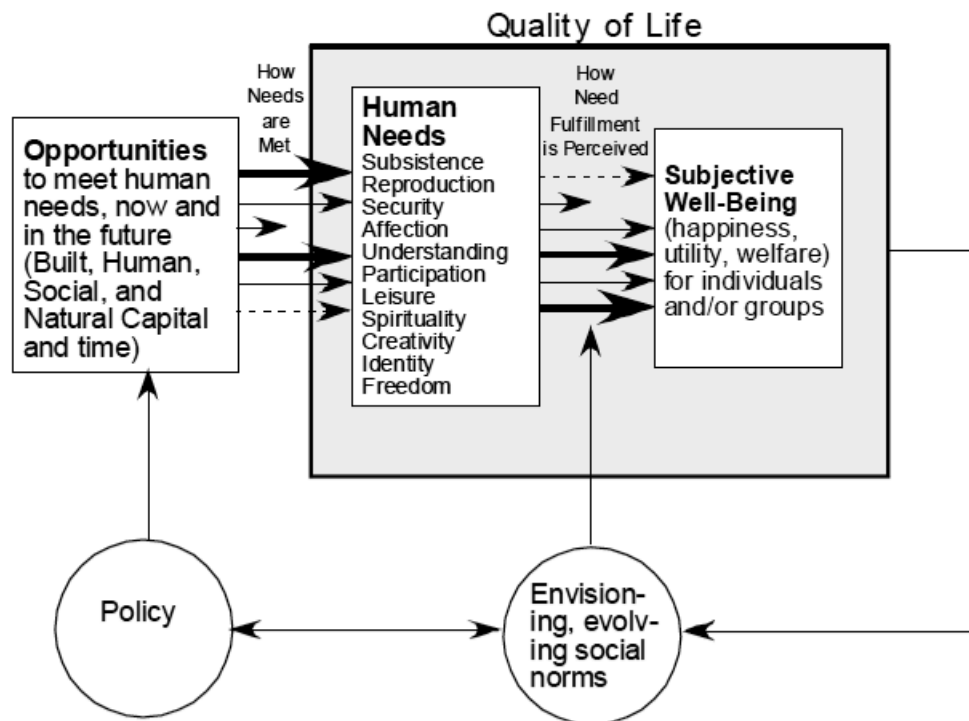 Quality of Life
How
Needs
are
Met
How
Need
Fulfillment
is Perceived
Opportunities
to meet human
needs, now and
in the future
(Built, Human,
Social, and
Natural Capital
and time)
Human
Needs
Subsistence
Reproduction
Security
Affection
Understanding
Participation
Leisure
Spirituality
Creativity
Identity
Freedom
Subjective
Well-Being
(happiness,
utility, welfare)
for individuals
and/or groups
Policy
Envision-
ing, evolv-
ing social
norms